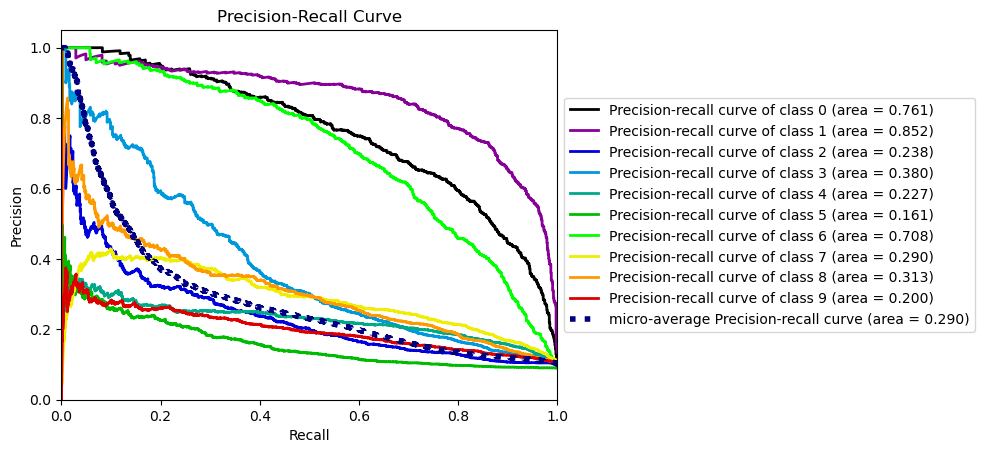 Precision-Recall Curve
1.0
0.8
0.6
0.4
0.2
0.0
Precision
0.0 0.2 0.4 0.6 0.8 1.0
Recall
Precision-recall curve of class 0 (area = 0.761)
Precision-recall curve of class 1 (area = 0.852)
Precision-recall curve of class 2 (area = 0.238)
Precision-recall curve of class 3 (area = 0.380)
Precision-recall curve of class 4 (area = 0.227)
Precision-recall curve of class 5 (area = 0.161)
Precision-recall curve of class 6 (area = 0.708)
Precision-recall curve of class 7 (area = 0.290)
Precision-recall curve of class 8 (area = 0.313)
Precision-recall curve of class 9 (area = 0.200)
micro-average Precision-recall curve (area = 0.290)